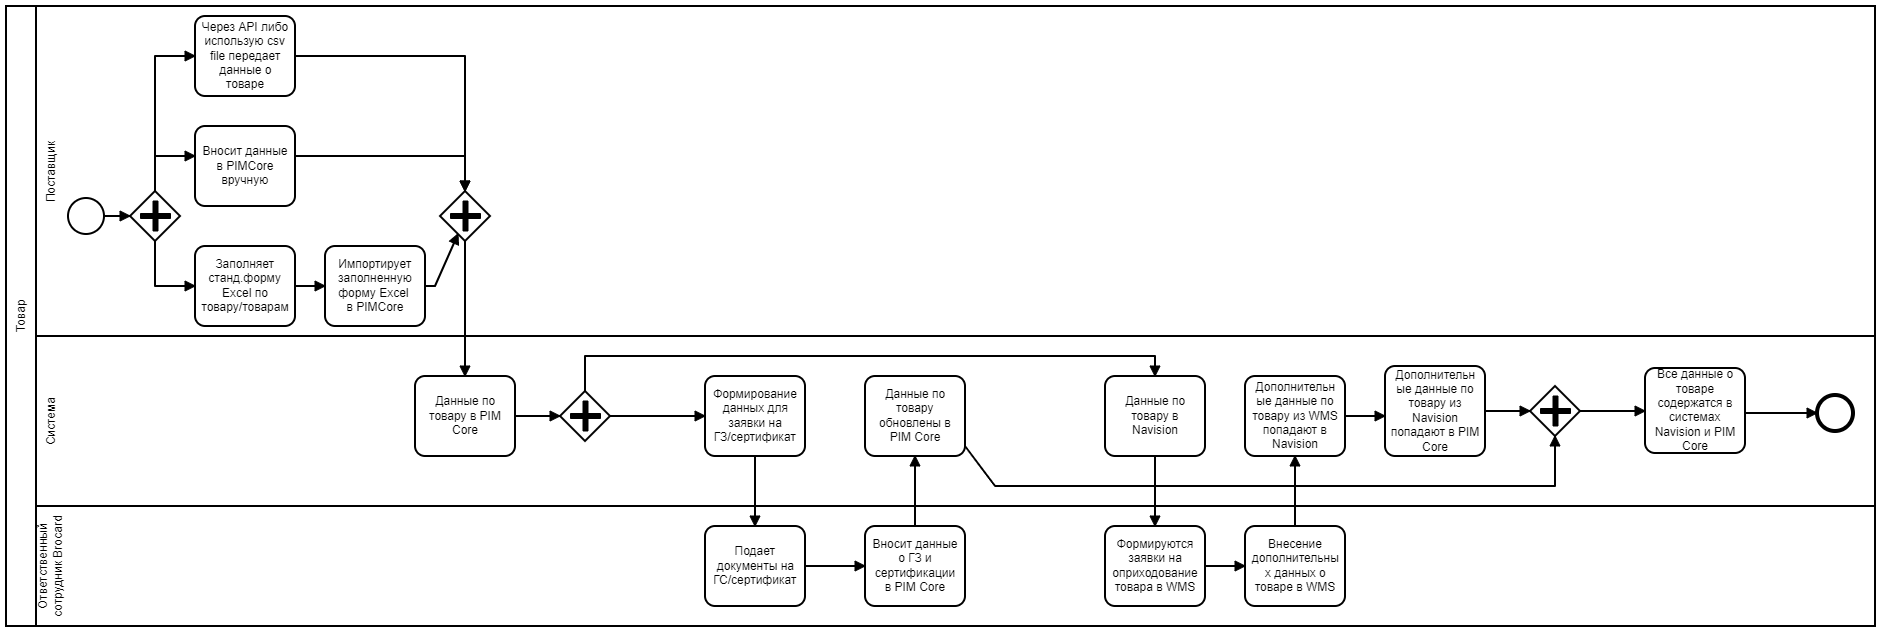 Товар
Поставщик
Через API либо
использую csv
file передает
данные о
товаре
Вносит данные
в PIMCore
вручную
Заполняет
станд.форму
Excel по
товару/товарам
Импортирует
заполненную
форму Excel
в PIMCore
Система
Данные по
товару в PIM
Core
Формирование
данных для
заявки на
ГЗ/сертификат
Данные по
товару
обновлены в
PIM Core
Данные по
товару в
Navision
Дополнительн
ые данные по
товару из WMS
попадают в
Navision
Дополнительн
ые данные по
товару из
Navision
попадают в PIM
Core
Все данные о
товаре
содержатся в
системах
Navision и PIM
Core
Ответственный
сотрудник Brocard
Подает
документы на
ГС/сертификат
Вносит данные
о ГЗ и
сертификации
в PIM Core
Формируются
заявки на
оприходование
товара в WMS
Внесение
дополнительны
х данных о
товаре в WMS